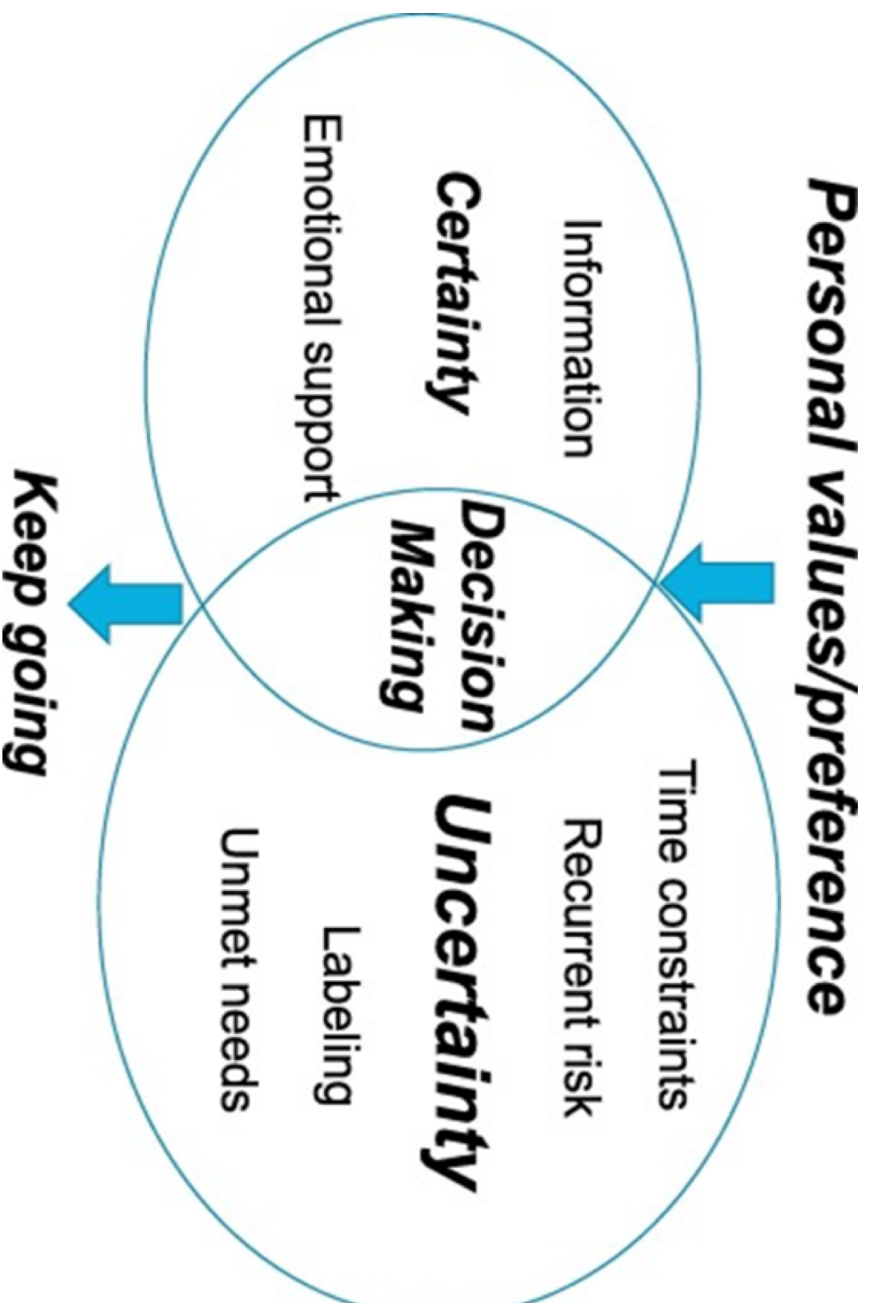 Personal values/preference
Information
Certainty
Emotional support
Decision
Making
Time constraints
Recurrent risk
Uncertainty
Labeling
Unmet needs
Keep going